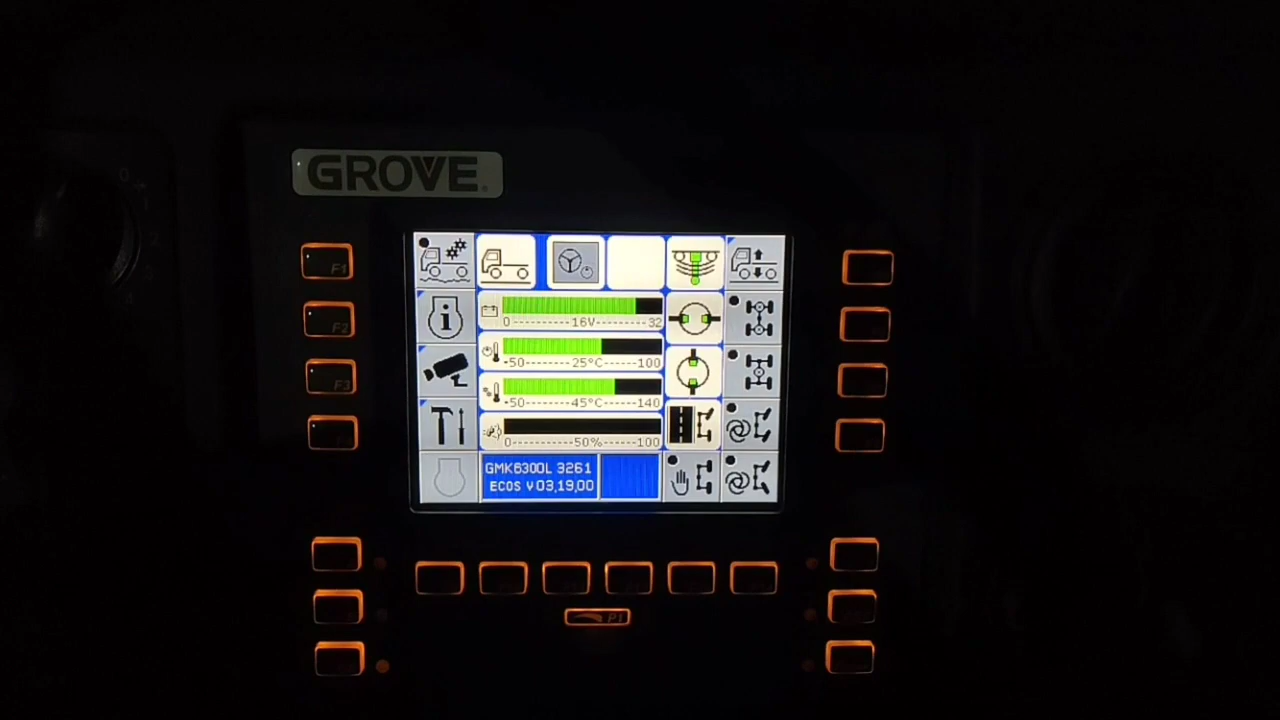 GROVE
F1
F2
F3
i
0-------16V-------32
-50-------25°C------100
-50-------45°C------140
0---------50%------100
GMK6300L 3261
ECOS V03,19,00
P1